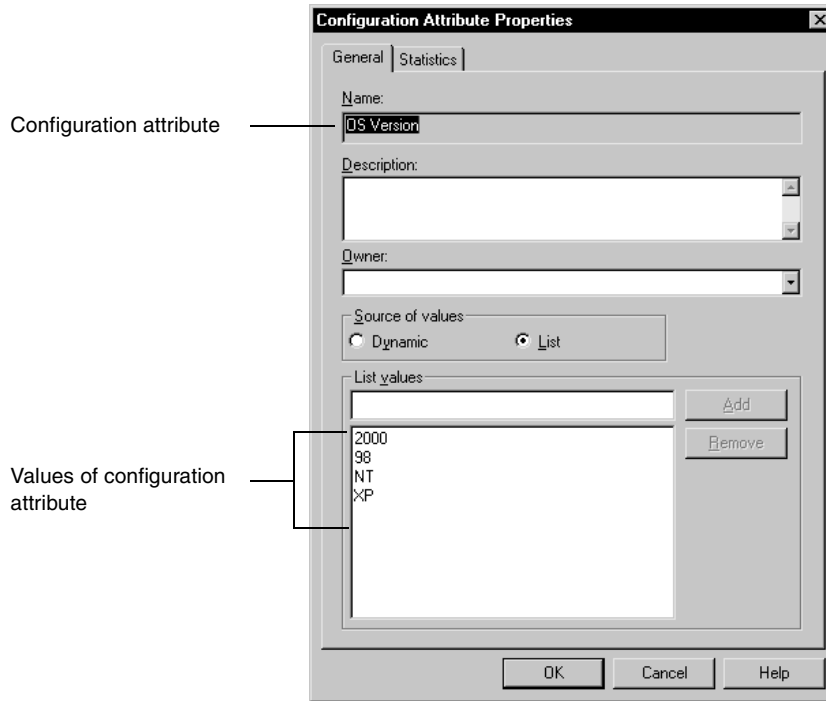 Configuration Attribute Properties
General
Statistics
Name:
Configuration attribute
OS Version
Description:
Owner:
Source of values
Dynamic
List
List values
Add
2000
Remove
98
NT
XP
Values of configuration
attribute
OK
Cancel
Help